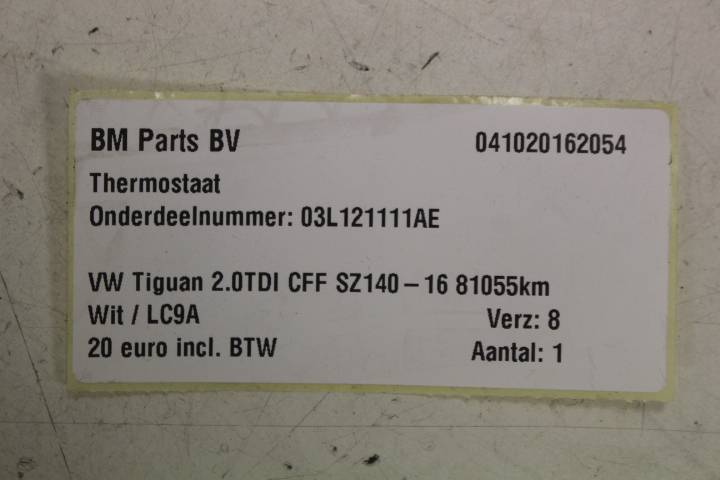 BM Parts BV 041020162054
Thermostaat
Onderdeelnummer: 03L121111AE
VW Tiguan 2.0TDI CFF SZ140 – 16 81055km
Wit / LC9A Verz: 8
20 euro incl. BTW Aantal: 1